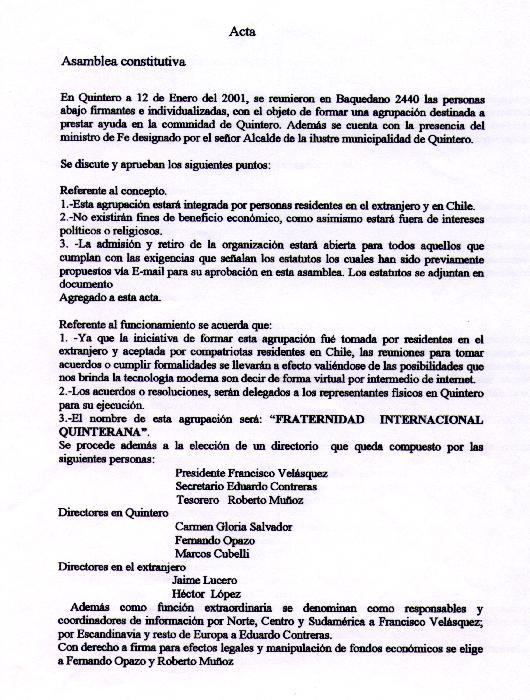 Acta
Asamblea constitutiva
En Quintero a 12 de Enero del 2001, se reunieron en Baquedano 2440 las personas
abajo firmantes e individualizadas, con el objeto de formar una agrupación destinada a
prestar ayuda en la comunidad de Quintero. Además se cuenta con la presencia del
ministro de Fe designado por el señor Alcalde de la ilustre municipalidad de Quintero.
Se discute y aprueban los siguientes puntos:
Referente al concepto.
1.-Esta agrupación estará integrada por personas residentes en el extranjero y en Chile.
2.-No existirán fines de beneficio económico, como asimismo estará fuera de intereses
políticos o religiosos.
3. -La admisión y retiro de la organización estará abierta para todos aquellos que
cumplan con las exigencias que señalan los estatutos los cuales han sido previamente
propuestos vía E-mail para su aprobación en esta asamblea. Los estatutos se adjuntan en
documento
Agregado a esta acta.
Referente al funcionamiento se acuerda que:
1. -Ya que la iniciativa de formar esta agrupación fué tomada por residentes en el
extranjero y aceptada por compatriotas residentes en Chile, las reuniones para tomar
acuerdos o cumplir formalidades se llevarán a efecto valiéndose de las posibilidades que
nos brinda la tecnología moderna son decir de forma virtual por intermedio de internet.
2.-Los acuerdos o resoluciones, serán delegados a los representantes físicos en Quintero
para su ejecución.
3.-El nombre de esta agrupación será: “FRATERNIDAD INTERNACIONAL
QUINTERANA”.
Se procede además a la elección de un directorio que queda compuesto por las
siguientes personas:
Presidente Francisco Velásquez
Secretario Eduardo Contreras
Tesorero Roberto Muñoz
Directores en Quintero
Carmen Gloria Salvador
Fernando Opazo
Marcos Cubelli
Directores en el extranjero
Jaime Lucero
Héctor López
Además como función extraordinaria se denominan como responsables y
coordinadores de información por Norte, Centro y Sudamérica a Francisco Velásquez;
por Escandinavia y resto de Europa a Eduardo Contreras.
Con derecho a firma para efectos legales y manipulación de fondos económicos se elige
a Fernando Opazo y Roberto Muñoz